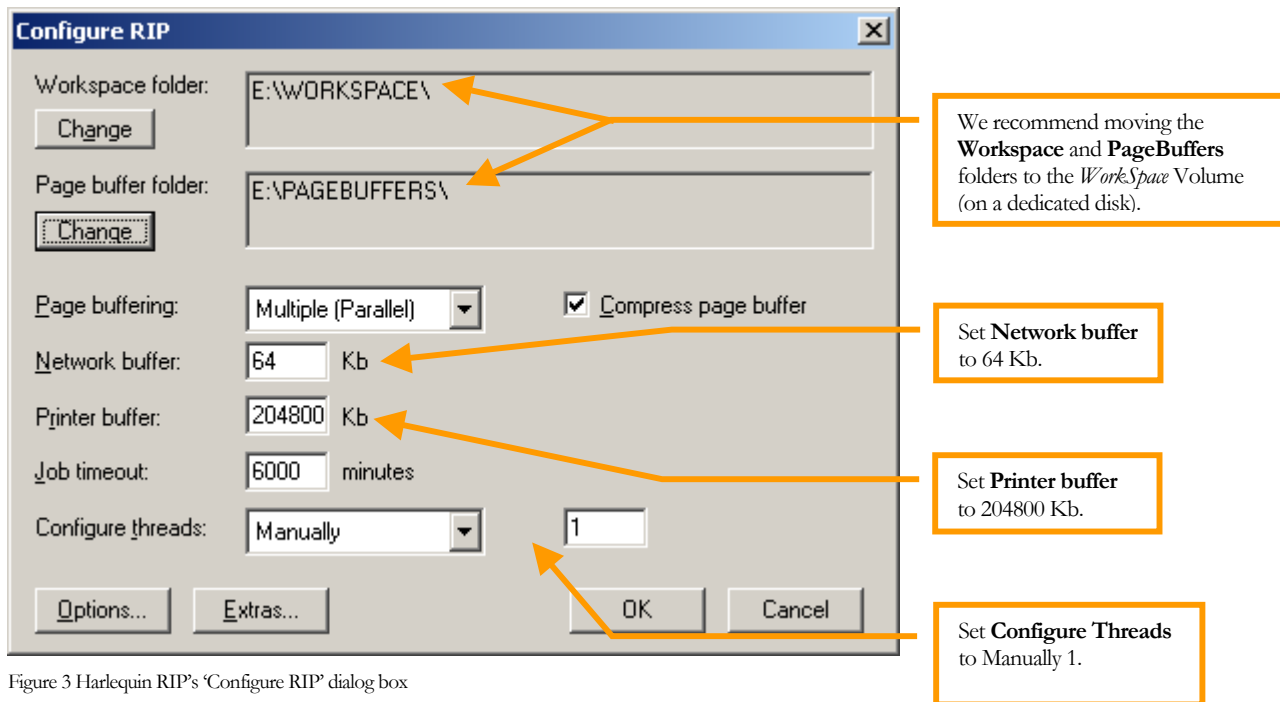 Configure RIP
Workspace folder:
E:\WORKSPACE\
Change
Page buffer folder:
E:\PAGEBUFFERS\
Change
Page buffering:
Multiple (Parallel)
Compress page buffer
Network buffer:
64 Kb
Printer buffer:
204800 Kb
Job timeout:
6000 minutes
Configure threads:
Manually
1
Options...
Extras...
OK
Cancel
We recommend moving the
Workspace and PageBuffers
folders to the WorkSpace Volume
(on a dedicated disk).
Set Network buffer
to 64 Kb.
Set Printer buffer
to 204800 Kb.
Set Configure Threads
to Manually 1.
Figure 3 Harlequin RIP's ‘Configure RIP’ dialog box